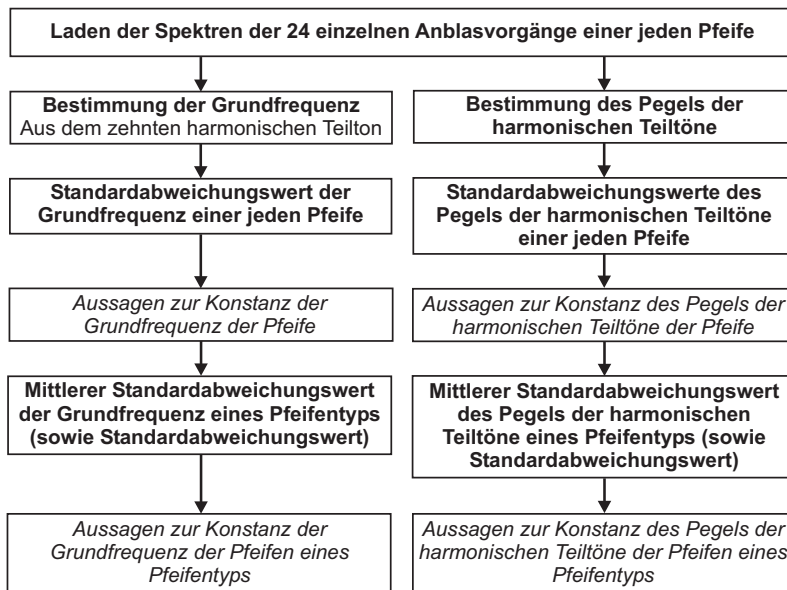 Laden der Spektren der 24 einzelnen Anblasvorgänge einer jeden Pfeife
Bestimmung der Grundfrequenz
Aus dem zehnten harmonischen Teilton
Standardabweichungswert der
Grundfrequenz einer jeden Pfeife
Aussagen zur Konstanz der
Grundfrequenz der Pfeife
Mittlerer Standardabweichungswert
der Grundfrequenz eines Pfeifentyps
(sowie Standardabweichungswert)
Aussagen zur Konstanz der
Grundfrequenz der Pfeifen eines
Pfeifentyps
Bestimmung des Pegels der
harmonischen Teiltöne
Standardabweichungswerte des
Pegels der harmonischen Teiltöne
einer jeden Pfeife
Aussagen zur Konstanz des Pegels der
harmonischen Teiltöne der Pfeife
Mittlerer Standardabweichungswert
des Pegels der harmonischen
Teiltöne eines Pfeifentyps (sowie
Standardabweichungswert)
Aussagen zur Konstanz des Pegels der
harmonischen Teiltöne der Pfeifen eines
Pfeifentyps